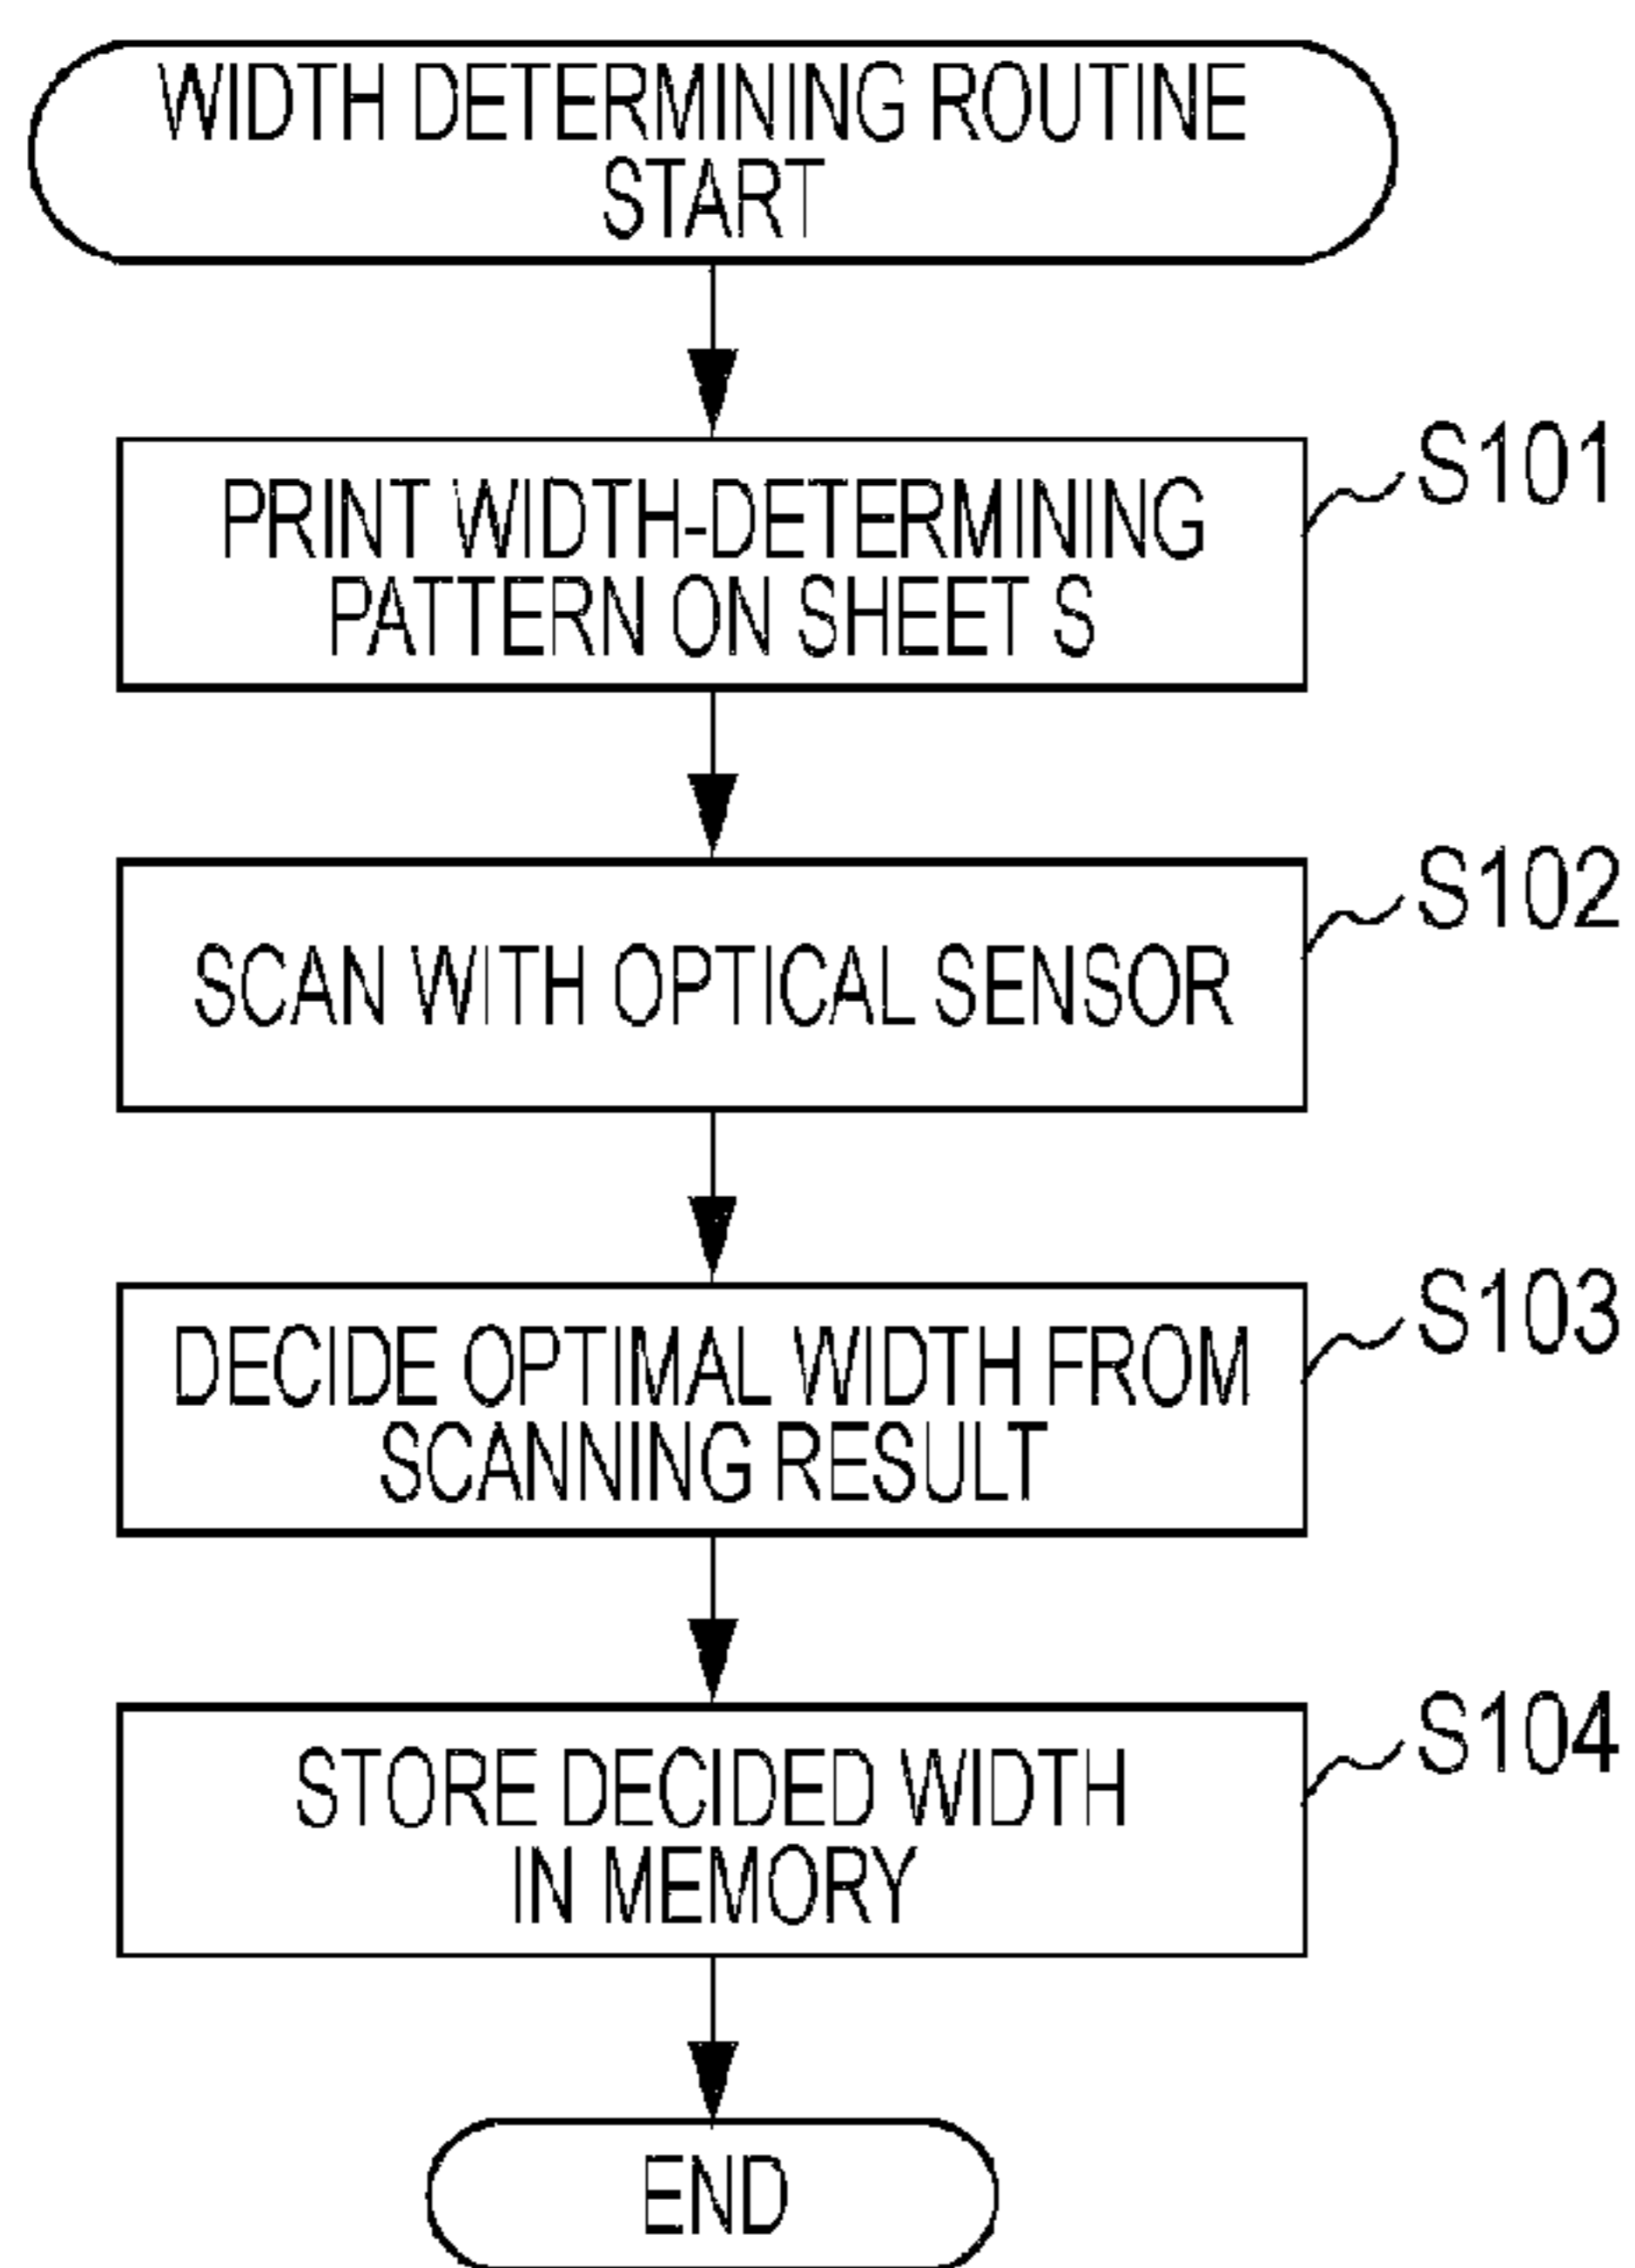 WIDTH DETERMINING ROUTINE
START
PRINT WIDTH-DETERMINING
PATTERN ON SHEET S
S101
SCAN WITH OPTICAL SENSOR
S102
DECIDE OPTIMAL WIDTH FROM
SCANNING RESULT
S103
STORE DECIDED WIDTH
IN MEMORY
S104
END